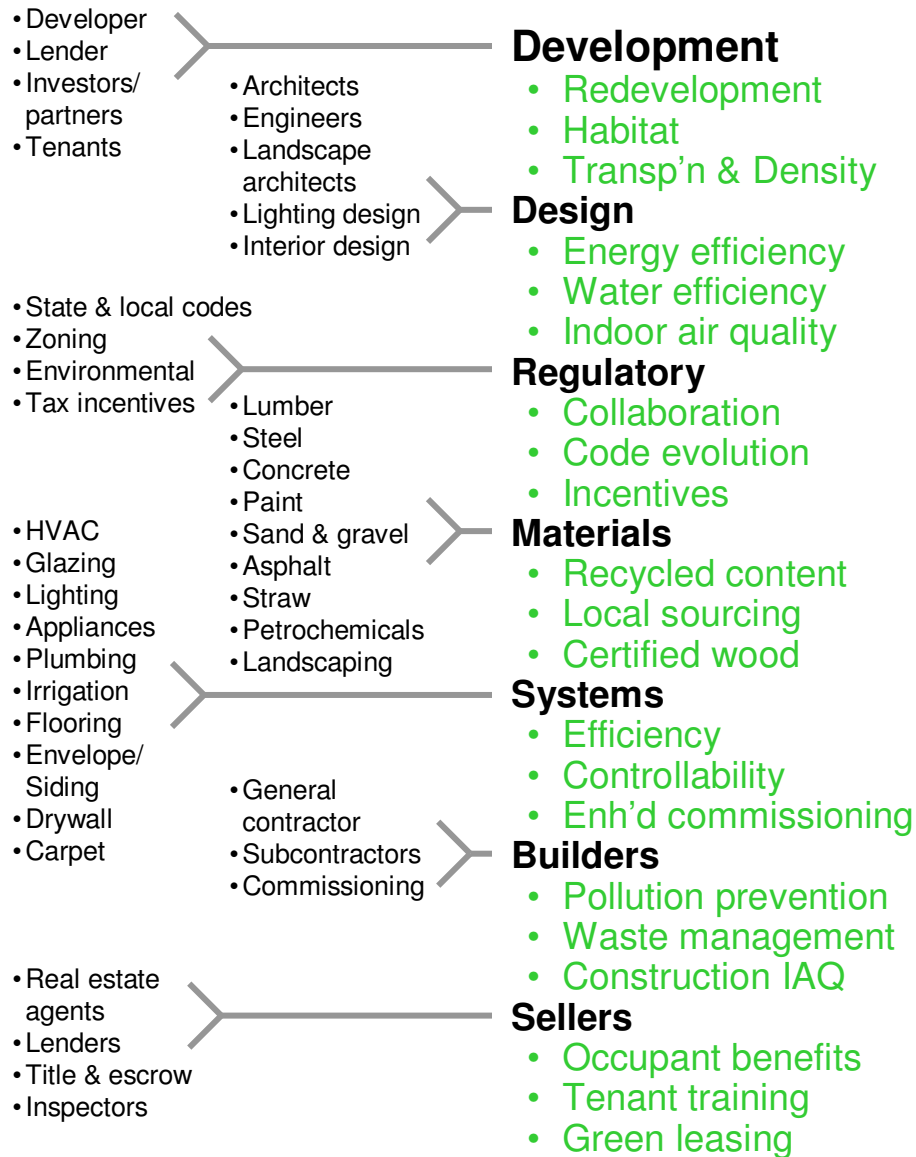 • Developer
• Lender
• Investors/
partners
• Tenants
Development
• Redevelopment
• Habitat
• Transp'n & Density
• Architects
• Engineers
• Landscape
architects
• Lighting design
• Interior design
Design
• Energy efficiency
• Water efficiency
• Indoor air quality
• State & local codes
• Zoning
• Environmental
• Tax incentives
Regulatory
• Collaboration
• Code evolution
• Incentives
• Lumber
• Steel
• Concrete
• Paint
• Sand & gravel
• Asphalt
• Straw
• Petrochemicals
• Landscaping
Materials
• Recycled content
• Local sourcing
• Certified wood
• HVAC
• Glazing
• Lighting
• Appliances
• Plumbing
• Irrigation
• Flooring
• Envelope/
Siding
• Drywall
• Carpet
Systems
• Efficiency
• Controllability
• Enh'd commissioning
• General
contractor
• Subcontractors
• Commissioning
Builders
• Pollution prevention
• Waste management
• Construction IAQ
• Real estate
agents
• Lenders
• Title & escrow
• Inspectors
Sellers
• Occupant benefits
• Tenant training
• Green leasing